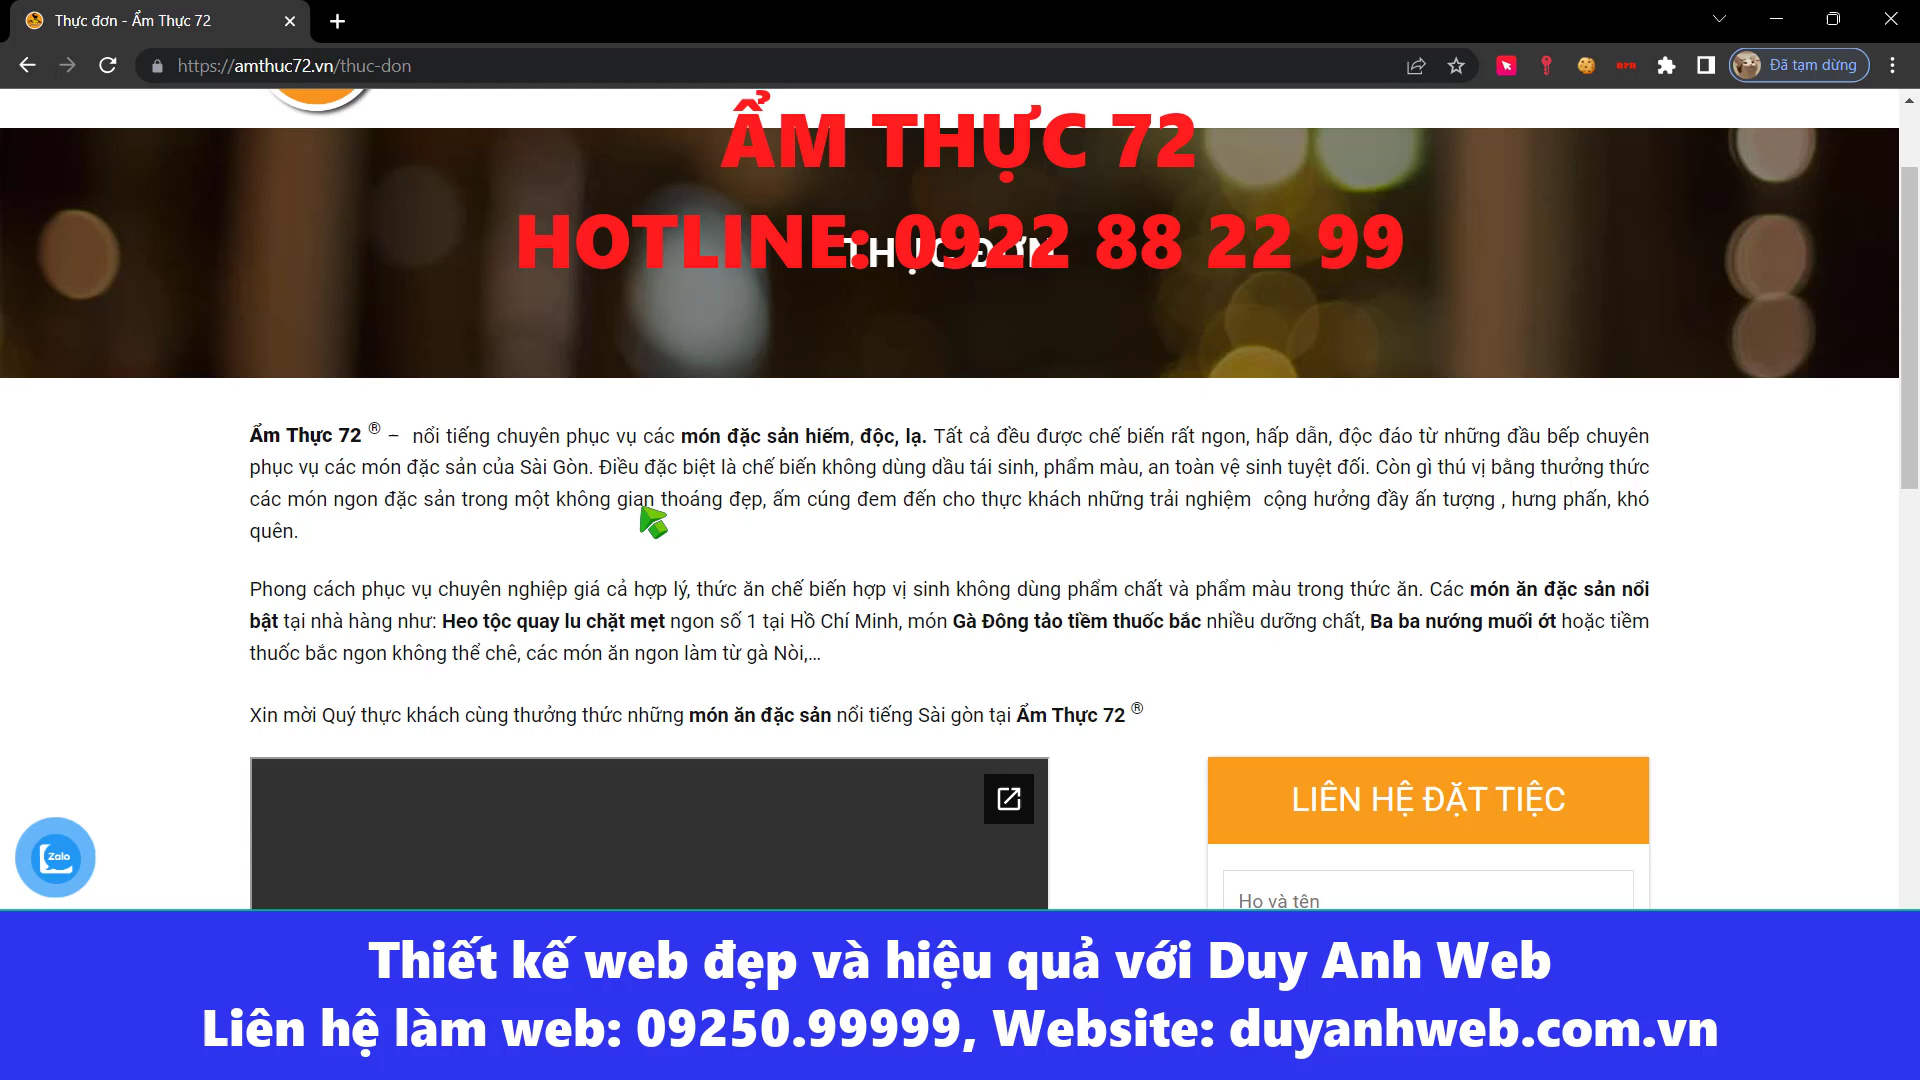 Thực đơn - Ẩm Thực 72
https://amthuc72.vn/thuc-don
Đã tạm dừng
ẨM THỰC 72
HOTLINE: 0922 88 22 99
THỰC ĐƠN
Ẩm Thực 72 ® –  nổi tiếng chuyên phục vụ các món đặc sản hiếm, độc, lạ. Tất cả đều được chế biến rất ngon, hấp dẫn, độc đáo từ những đầu bếp chuyên
phục vụ các món đặc sản của Sài Gòn. Điều đặc biệt là chế biến không dùng dầu tái sinh, phẩm màu, an toàn vệ sinh tuyệt đối. Còn gì thú vị bằng thưởng thức
các món ngon đặc sản trong một không gian thoáng đẹp, ấm cúng đem đến cho thực khách những trải nghiệm  cộng hưởng đầy ấn tượng , hưng phấn, khó
quên.
Phong cách phục vụ chuyên nghiệp giá cả hợp lý, thức ăn chế biến hợp vị sinh không dùng phẩm chất và phẩm màu trong thức ăn. Các món ăn đặc sản nổi
bật tại nhà hàng như: Heo tộc quay lu chặt mẹt ngon số 1 tại Hồ Chí Minh, món Gà Đông tảo tiềm thuốc bắc nhiều dưỡng chất, Ba ba nướng muối ớt hoặc tiềm
thuốc bắc ngon không thể chê, các món ăn ngon làm từ gà Nòi,...
Xin mời Quý thực khách cùng thưởng thức những món ăn đặc sản nổi tiếng Sài gòn tại Ẩm Thực 72 ®
LIÊN HỆ ĐẶT TIỆC
Zalo
Họ và tên
Thiết kế web đẹp và hiệu quả với Duy Anh Web
Liên hệ làm web: 09250.99999, Website: duyanhweb.com.vn